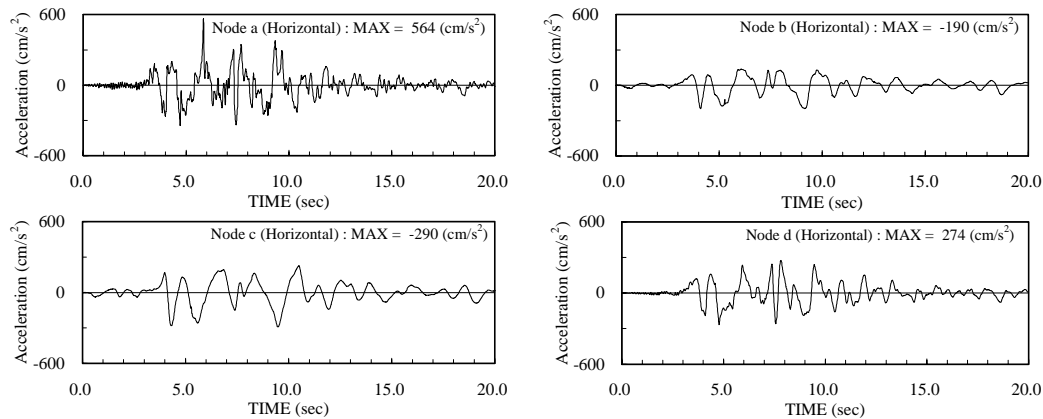 Node a (Horizontal) : MAX = 564 (cm/s²)
Acceleration (cm/s²)
600
0
-600
0.0 5.0 10.0 15.0 20.0
TIME (sec)
Node b (Horizontal) : MAX = -190 (cm/s²)
Acceleration (cm/s²)
600
0
-600
0.0 5.0 10.0 15.0 20.0
TIME (sec)
Node c (Horizontal) : MAX = -290 (cm/s²)
Acceleration (cm/s²)
600
0
-600
0.0 5.0 10.0 15.0 20.0
TIME (sec)
Node d (Horizontal) : MAX = 274 (cm/s²)
Acceleration (cm/s²)
600
0
-600
0.0 5.0 10.0 15.0 20.0
TIME (sec)